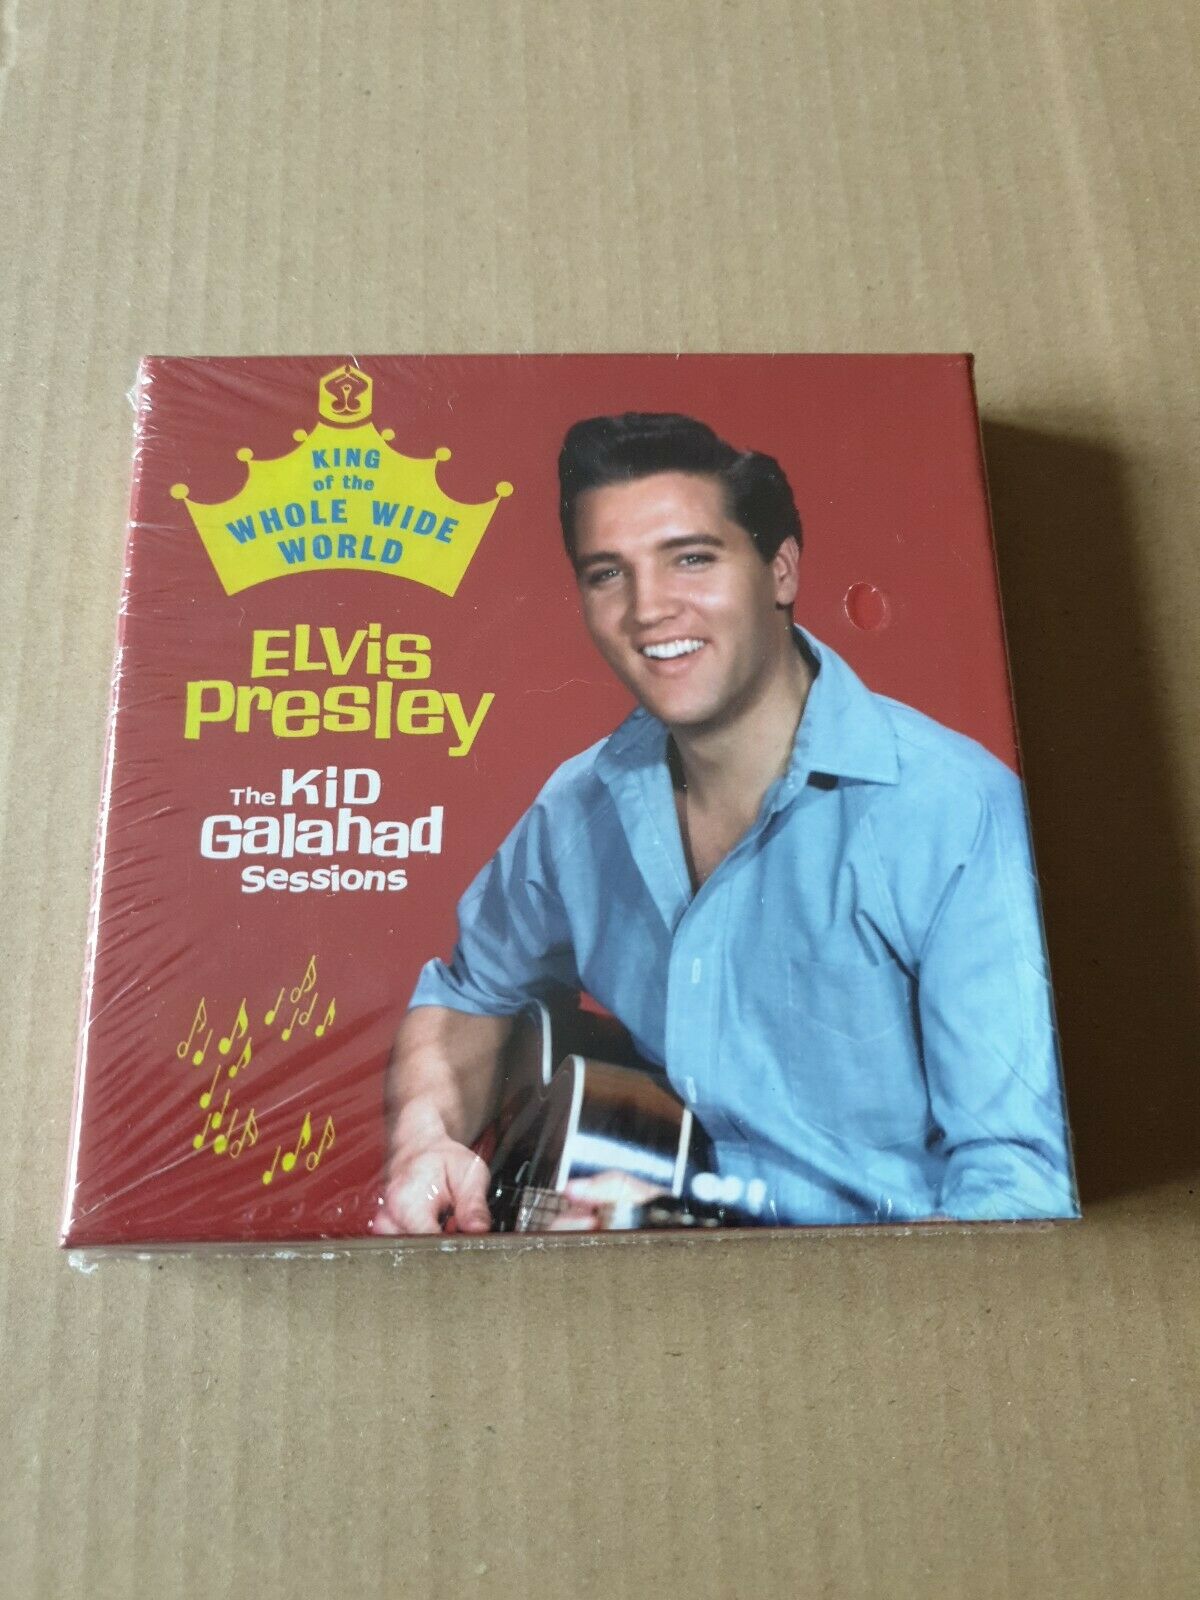 KING
of the
WHOLE WIDE
WORLD
ELViS
Presley
The KiD
Galahad
Sessions